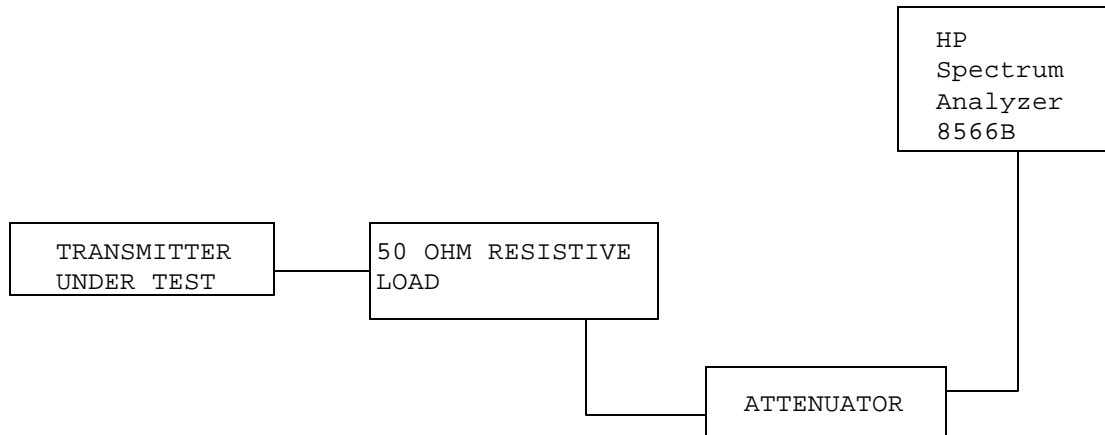 HP
Spectrum
Analyzer
8566B
TRANSMITTER
UNDER TEST
50 OHM RESISTIVE
LOAD
ATTENUATOR